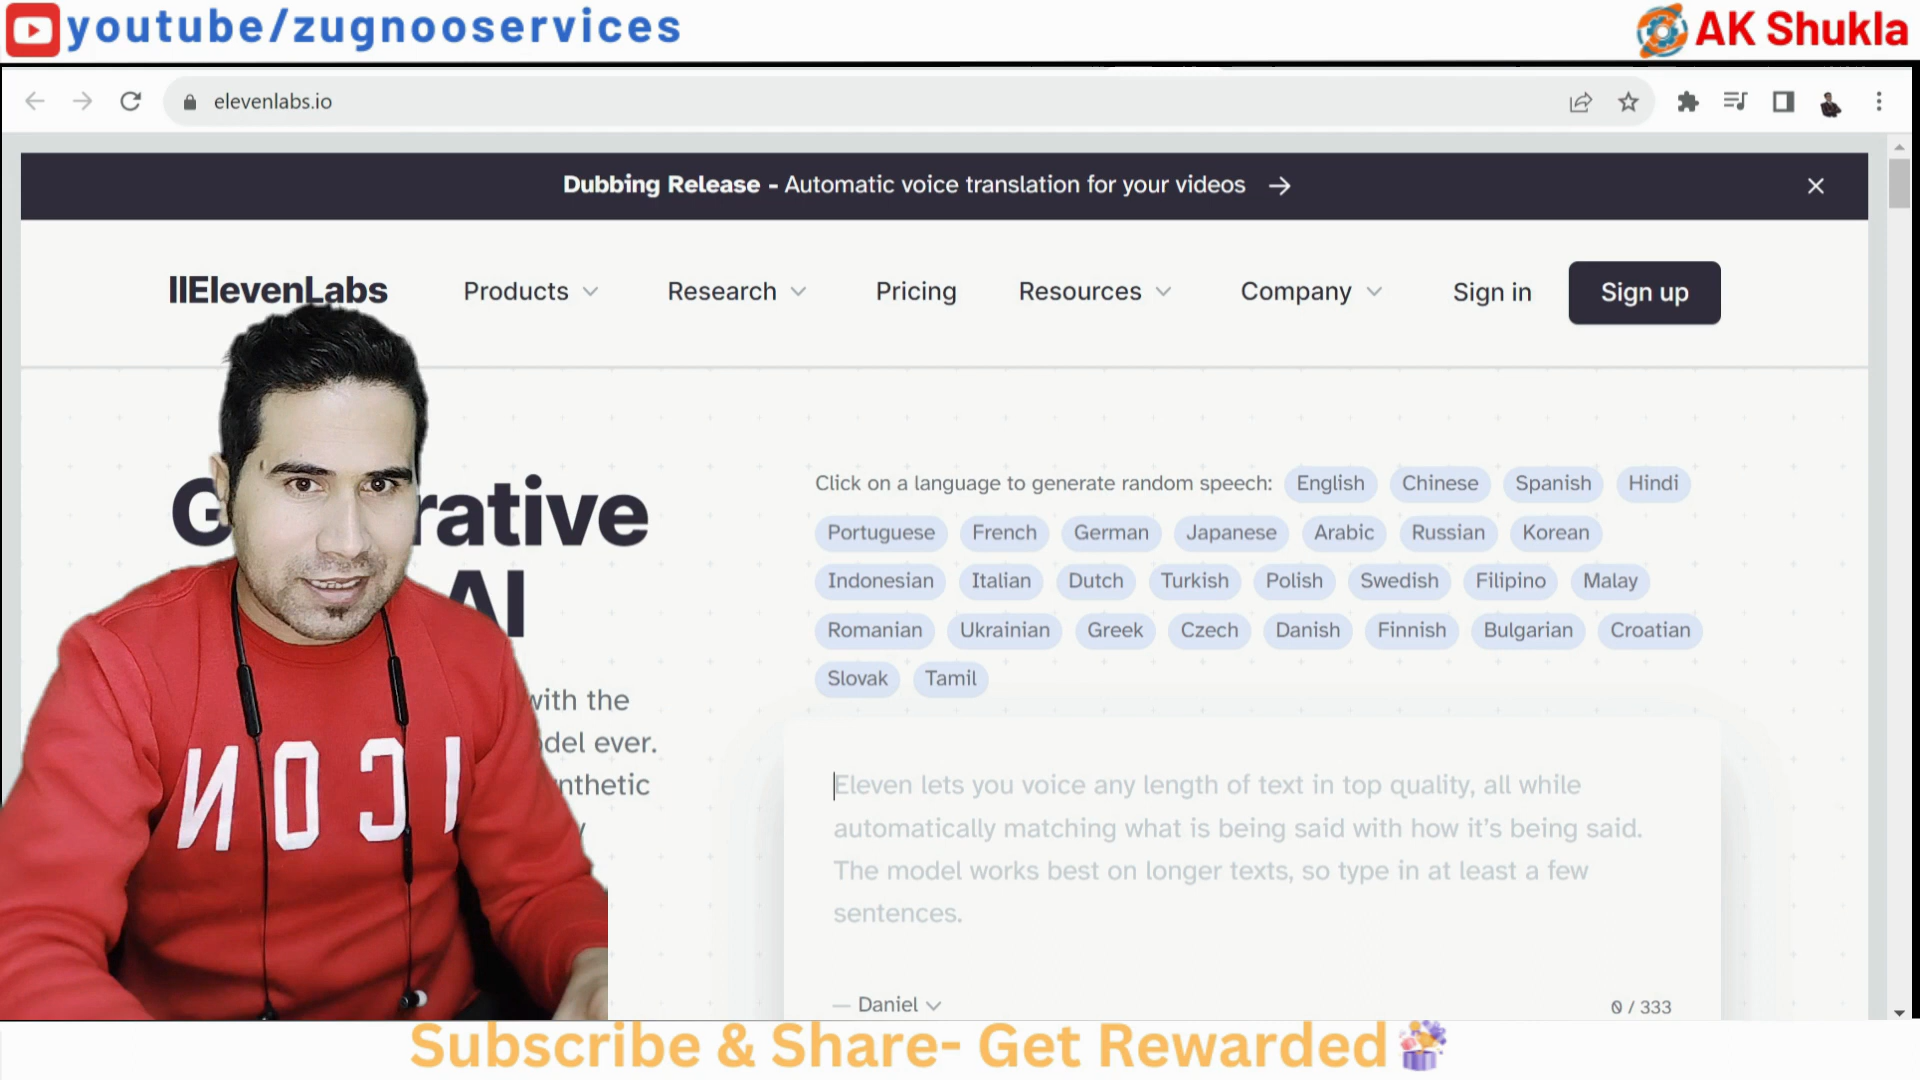 youtube/zugnooservices
AK Shukla
elevenlabs.io
Dubbing Release - Automatic voice translation for your videos →
IIElevenLabs
Products
Research
Pricing
Resources
Company
Sign in
Sign up
Click on a language to generate random speech: English Chinese Spanish Hindi
Portuguese French German Japanese Arabic Russian Korean
Indonesian Italian Dutch Turkish Polish Swedish Filipino Malay
Romanian Ukrainian Greek Czech Danish Finnish Bulgarian Croatian
Slovak Tamil
AI
with the
ever.
Eleven lets you voice any length of text in top quality, all while
automatically matching what is being said with how it’s being said.
The model works best on longer texts, so type in at least a few
sentences.
— Daniel
0 / 333
ICON
Subscribe & Share- Get Rewarded